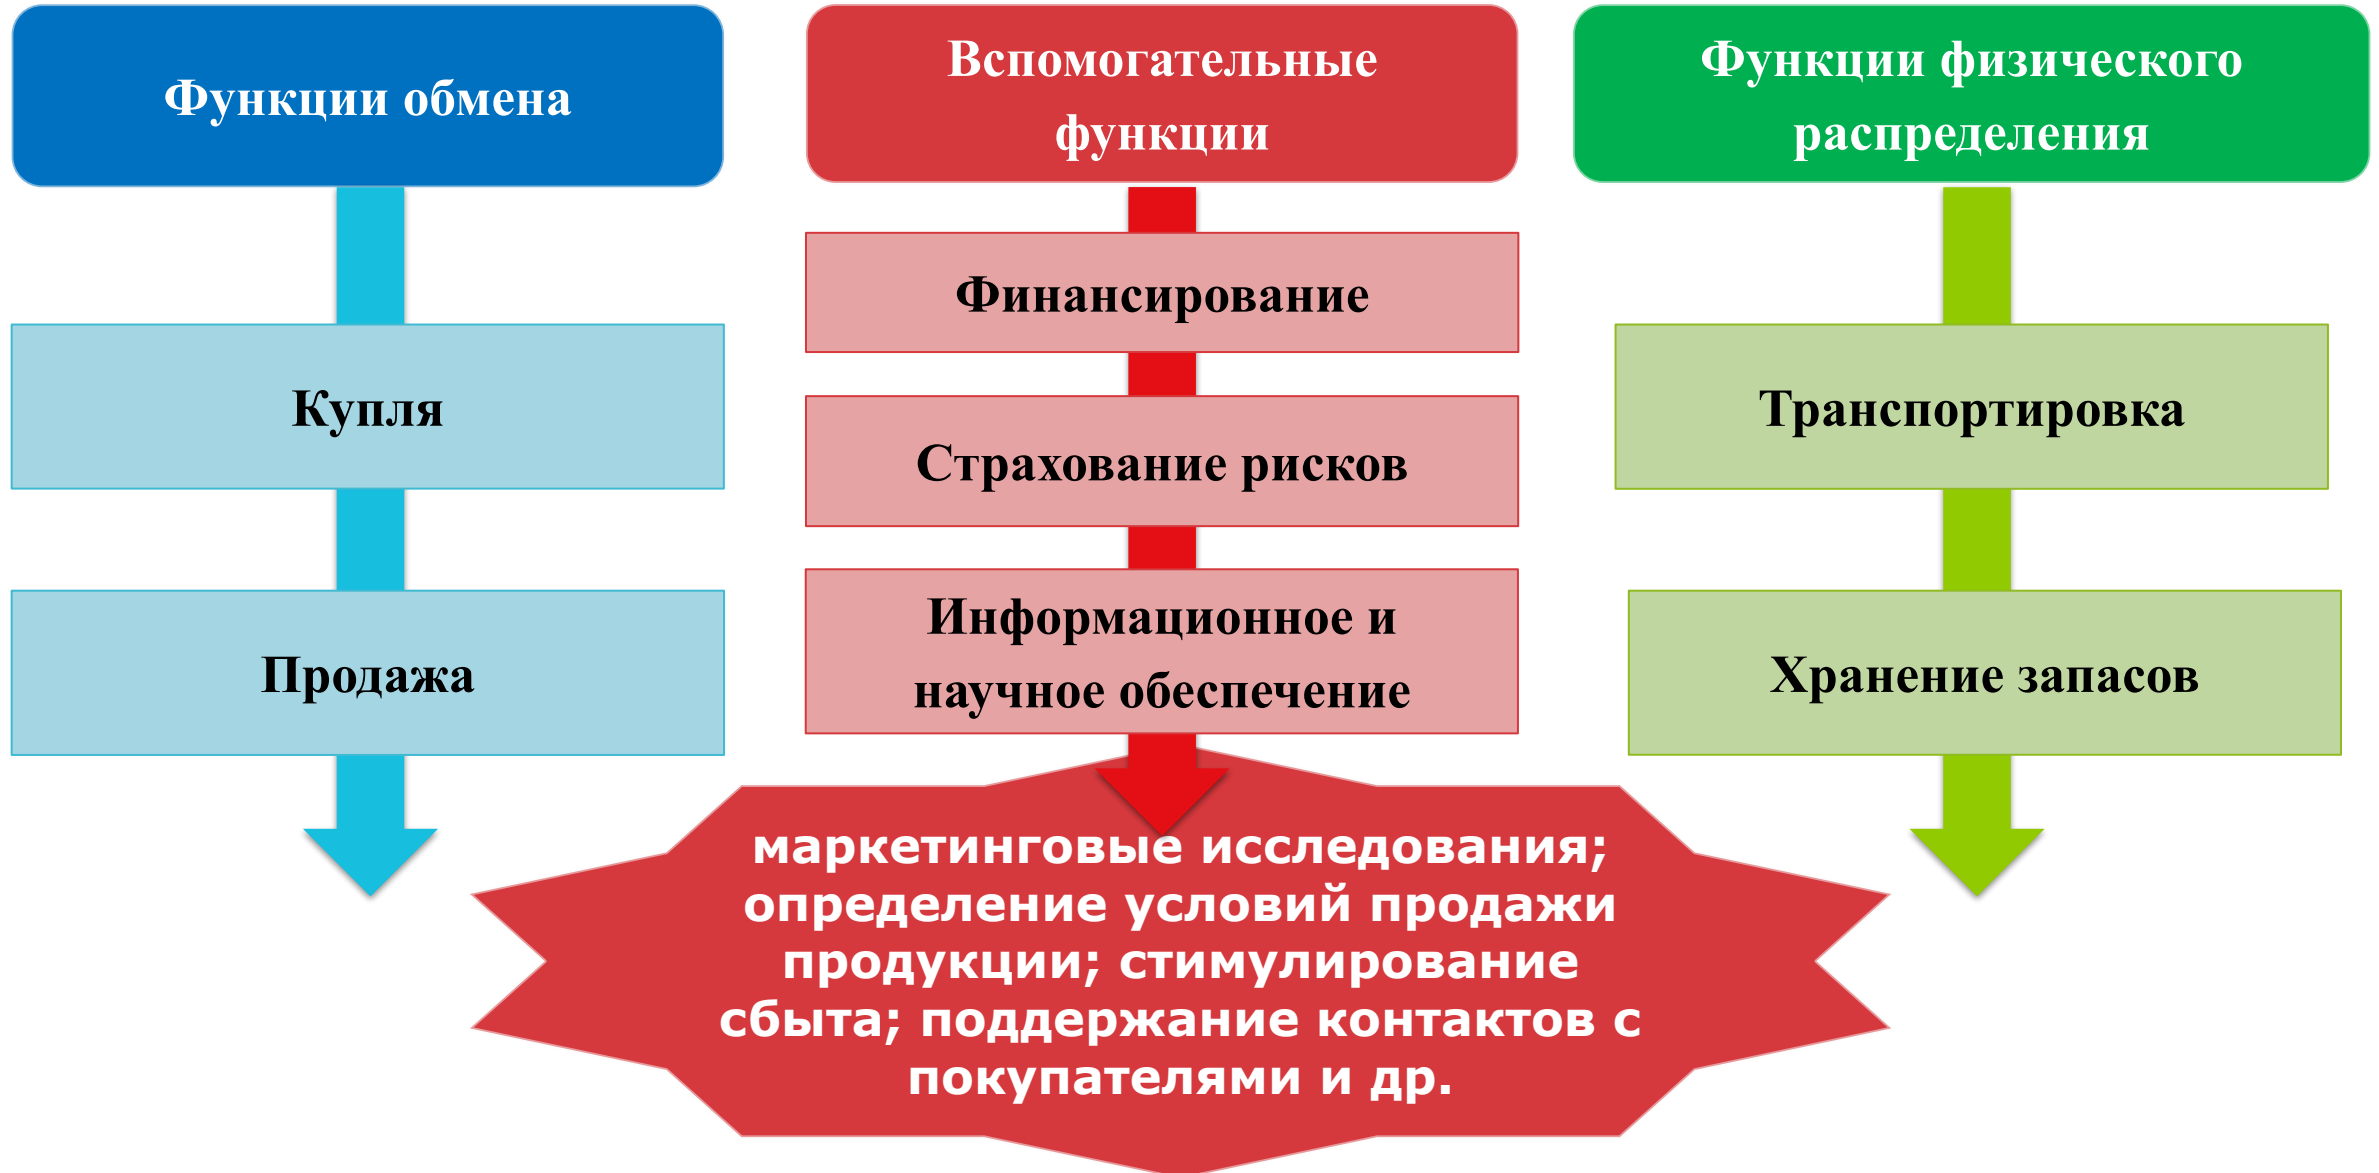 Функции обмена
Купля
Продажа
Вспомогательные
функции
Финансирование
Страхование рисков
Информационное и
научное обеспечение
маркетинговые исследования;
определение условий продажи
продукции; стимулирование
сбыта; поддержание контактов с
покупателями и др.
Функции физического
распределения
Транспортировка
Хранение запасов